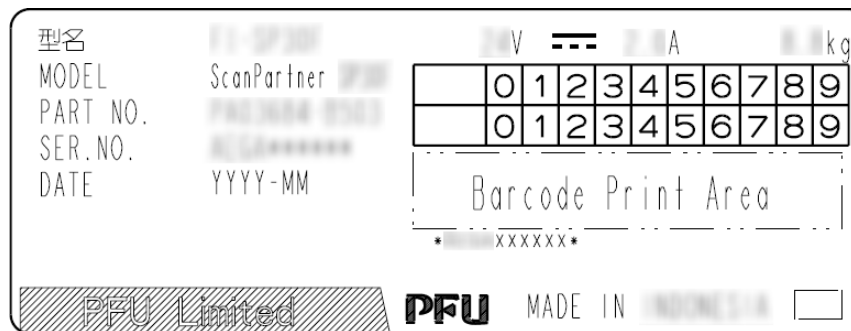 型名 V A kg
MODEL ScanPartner
PART NO.
SER.NO.
DATE YYYY-MM
0 1 2 3 4 5 6 7 8 9
0 1 2 3 4 5 6 7 8 9
Barcode Print Area
* XXXXXX*
PFU Limited PFU MADE IN